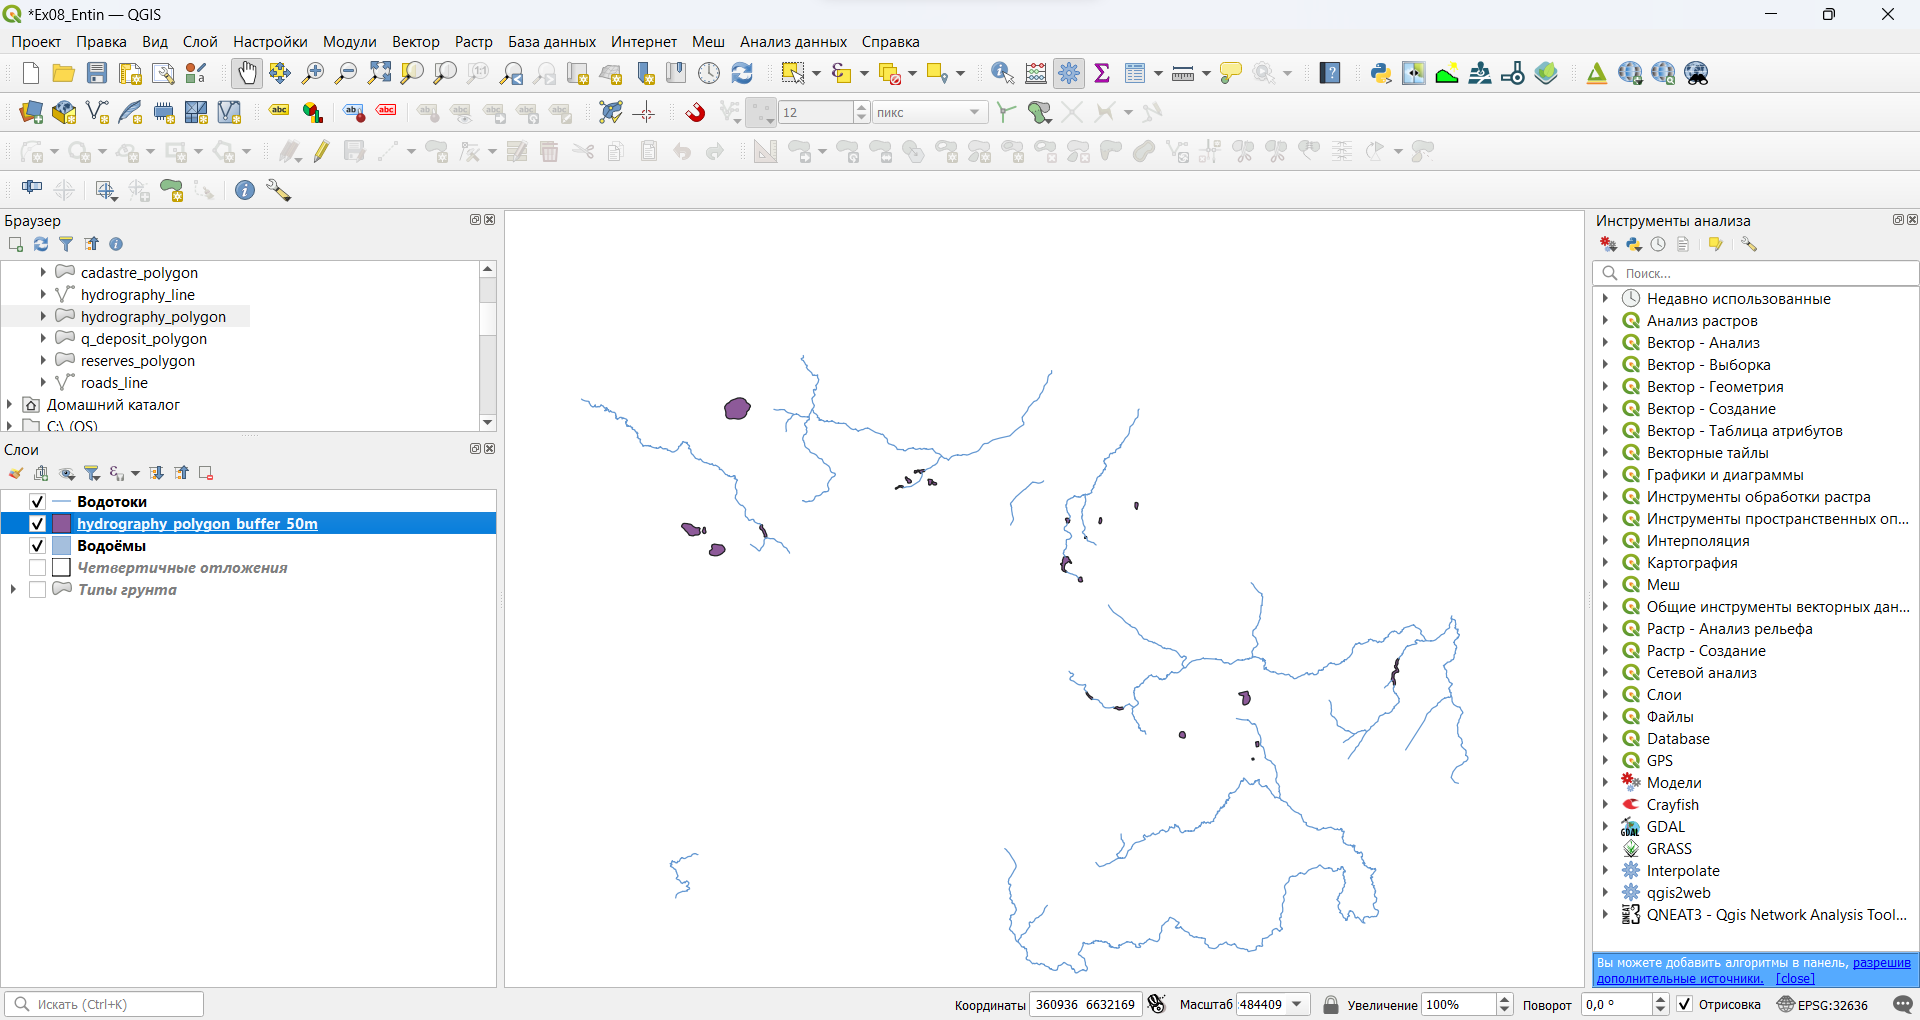 *Ex08_Entin — QGIS
Проект Правка Вид Слой Настройки Модули Вектор Растр База данных Интернет Меш Анализ данных Справка
12 пикс
Браузер
cadastre_polygon
hydrography_line
hydrography_polygon
q_deposit_polygon
reserves_polygon
roads_line
Домашний каталог
C:\ (OS)
Слои
Водотоки
hydrography_polygon_buffer_50m
Водоёмы
Четвертичные отложения
Типы грунта
Инструменты анализа
Поиск...
Недавно использованные
Анализ растров
Вектор - Анализ
Вектор - Выборка
Вектор - Геометрия
Вектор - Создание
Вектор - Таблица атрибутов
Векторные тайлы
Графики и диаграммы
Инструменты обработки растра
Инструменты пространственных оп...
Интерполяция
Картография
Меш
Общие инструменты векторных дан...
Растр - Анализ рельефа
Растр - Создание
Сетевой анализ
Слои
Файлы
Database
GPS
Модели
Crayfish
GDAL
GRASS
Interpolate
qgis2web
QNEAT3 - Qgis Network Analysis Tool...
Вы можете добавить алгоритмы в панель, разрешив
дополнительные источники. [close]
Искать (Ctrl+K) Координаты 360936 6632169 Масштаб 484409 Увеличение 100% Поворот 0,0 ° Отрисовка EPSG:32636